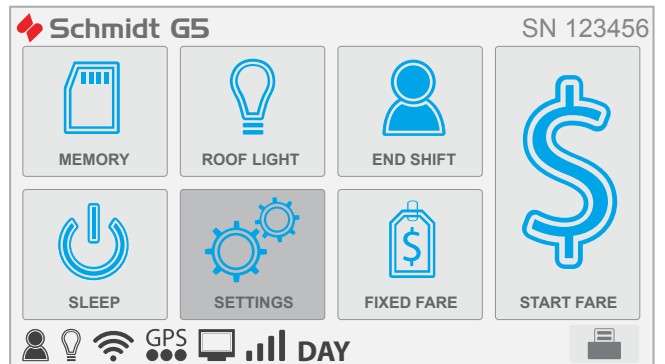 Schmidt G5 SN 123456
MEMORY ROOF LIGHT END SHIFT
SLEEP SETTINGS FIXED FARE START FARE
GPS DAY